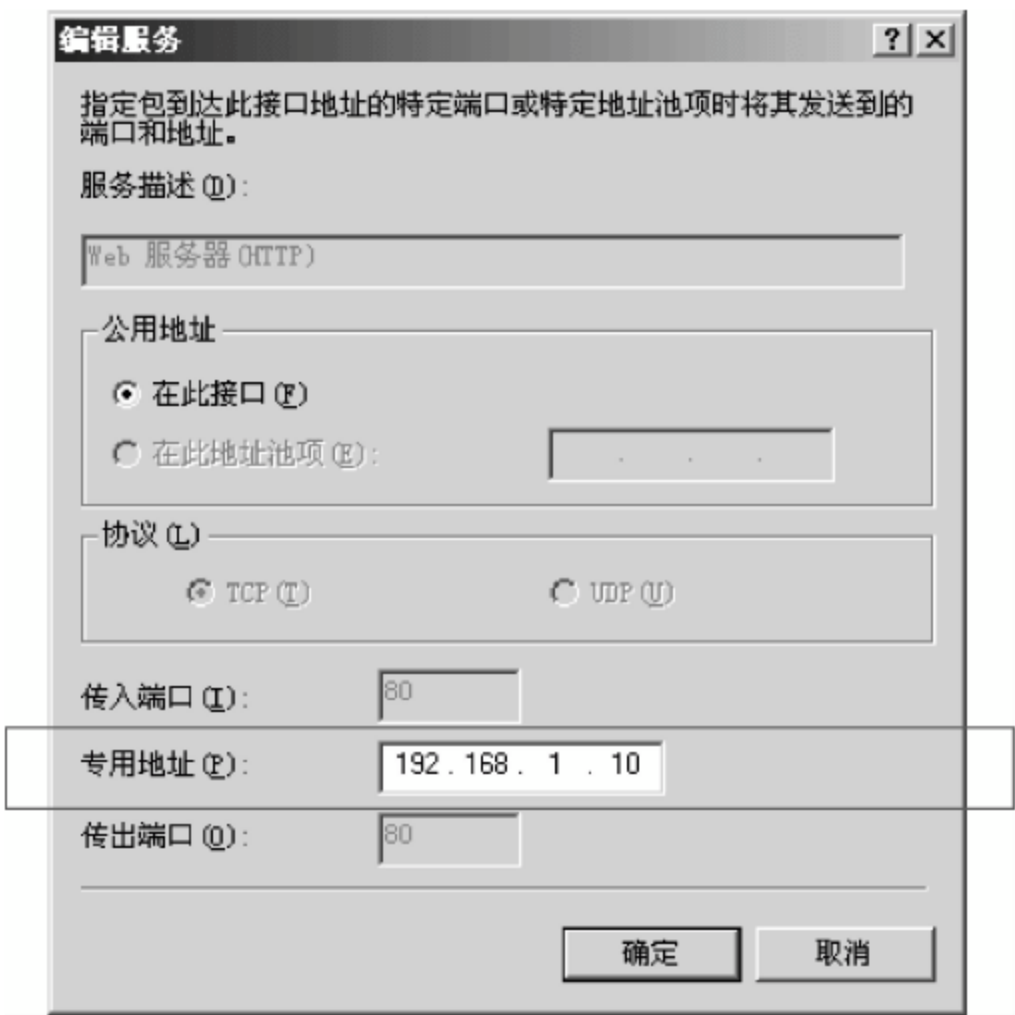 编辑服务
指定包到达此接口地址的特定端口或特定地址池项时将其发送到的
端口和地址。
服务描述(D):
Web 服务器(HTTP)
公用地址
在此接口(F)
在此地址池项(E):
. . .
协议(L)
TCP(T) UDP(U)
传入端口(I): 80
专用地址(P): 192.168. 1 .10
传出端口(O): 80
确定 取消